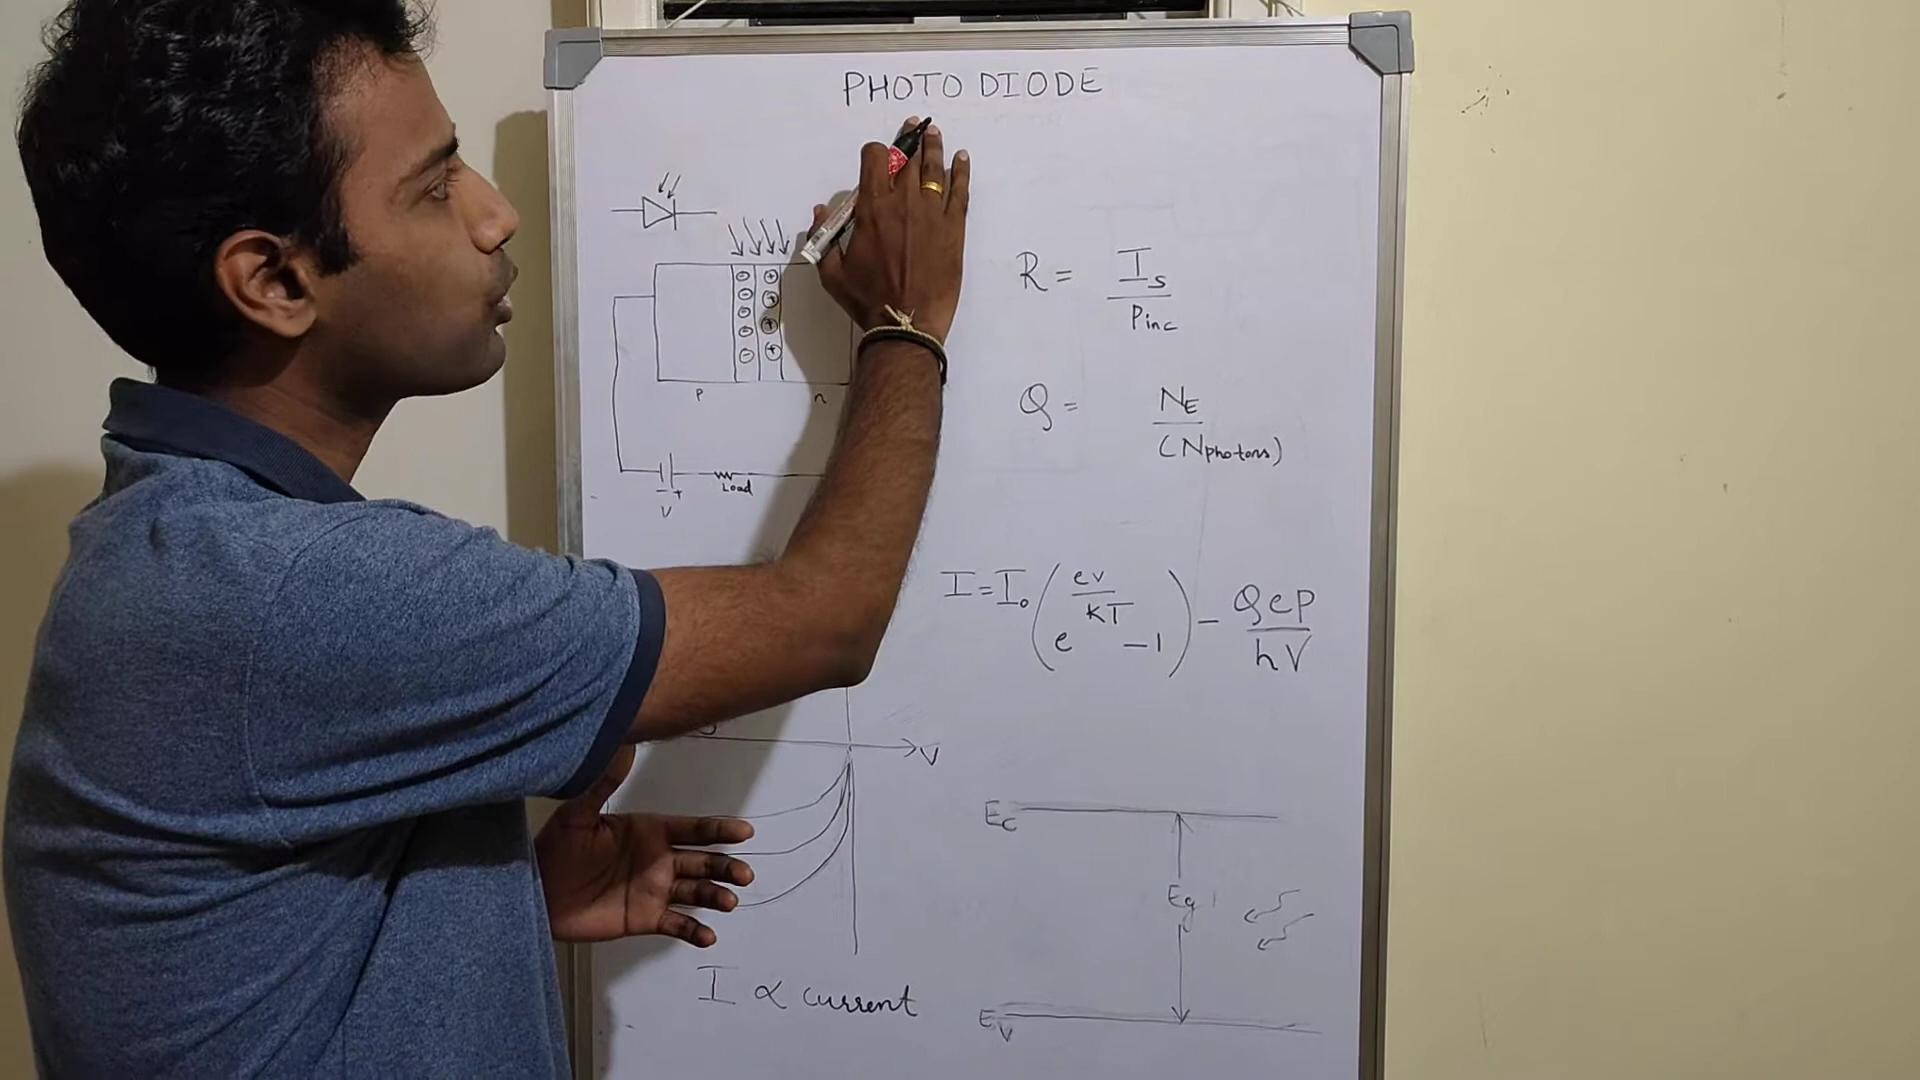 PHOTO DIODE
- - - - -
+ + + +
p
n
- +
V
Load
R = Is / Pinc
Q = NE / (Nphotons)
I = I₀ (e^(ev/KT) - 1) - QeP / hν
V
I ∝ current
Ec
Eg
Ev